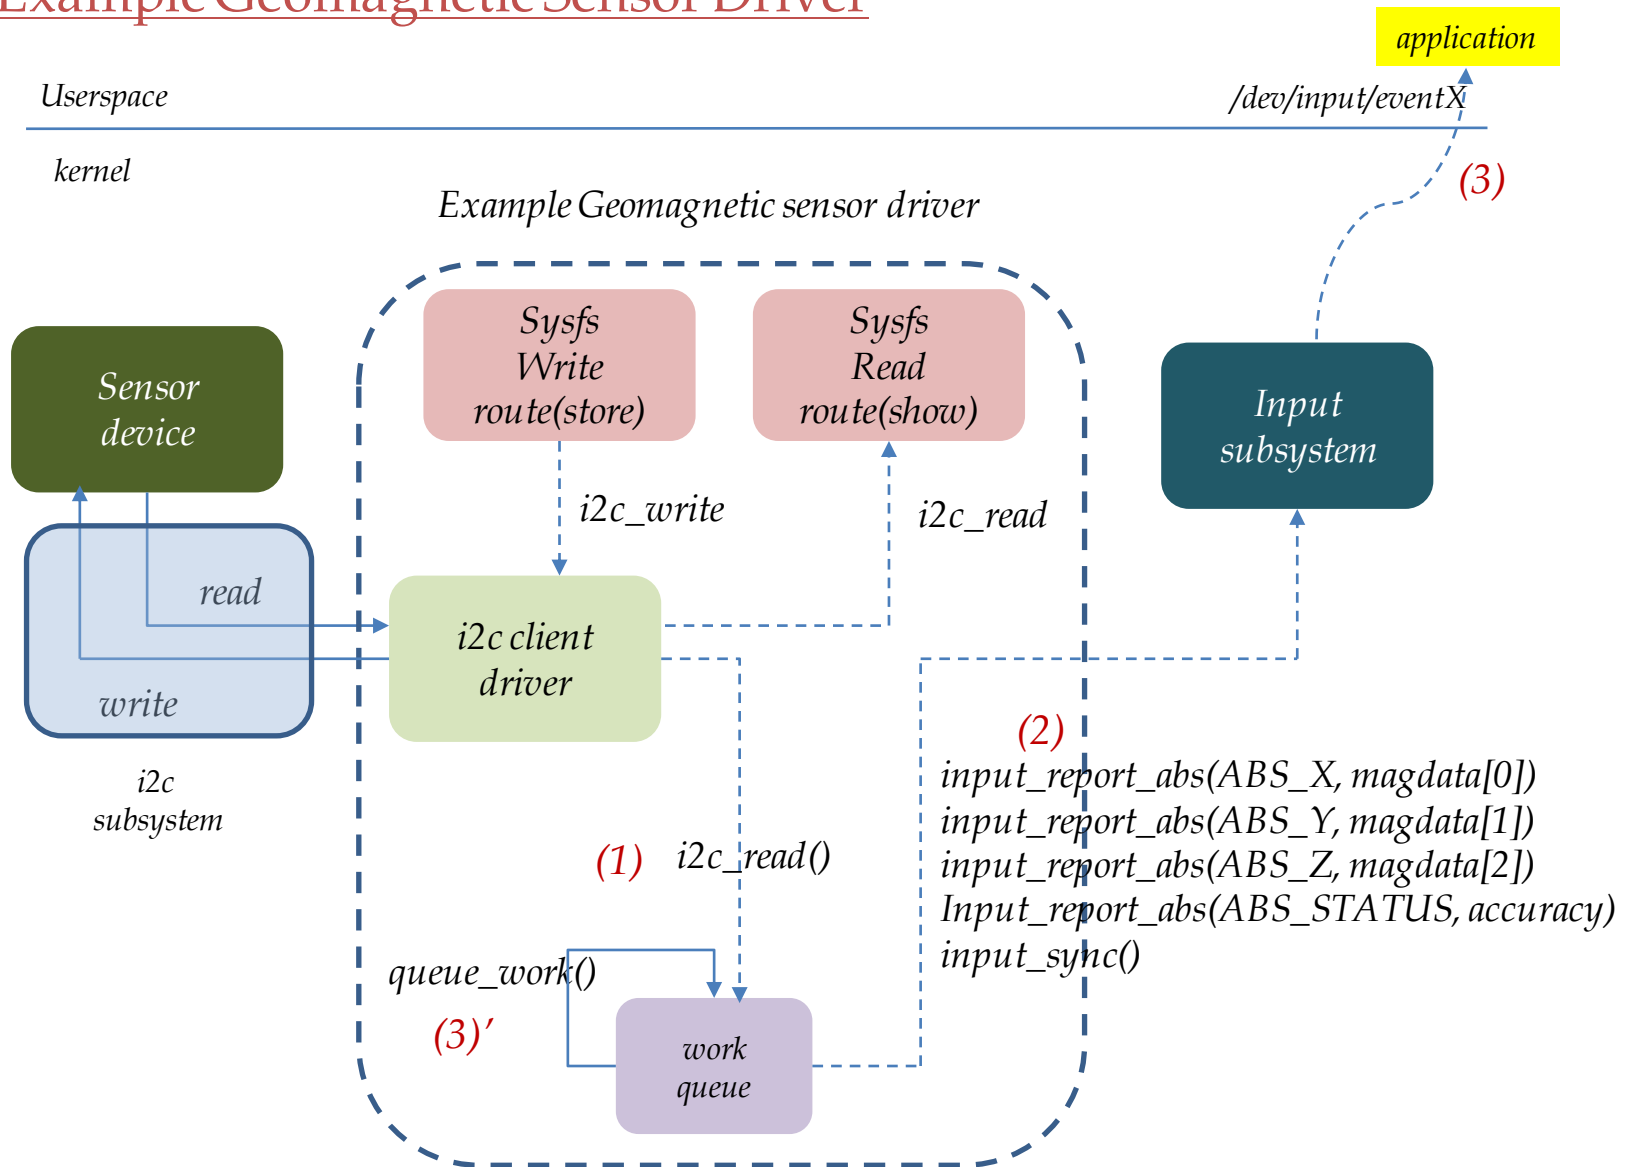 Example Geomagnetic Sensor Driver
application
Userspace
/dev/input/eventX
kernel
(3)
Example Geomagnetic sensor driver
Sysfs
Write
route(store)
Sysfs
Read
route(show)
Sensor
device
Input
subsystem
i2c_write
i2c_read
read
i2c client
driver
write
i2c
subsystem
(2)
input_report_abs(ABS_X, magdata[0])
input_report_abs(ABS_Y, magdata[1])
input_report_abs(ABS_Z, magdata[2])
Input_report_abs(ABS_STATUS, accuracy)
input_sync()
(1)
i2c_read()
queue_work()
(3)'
work
queue